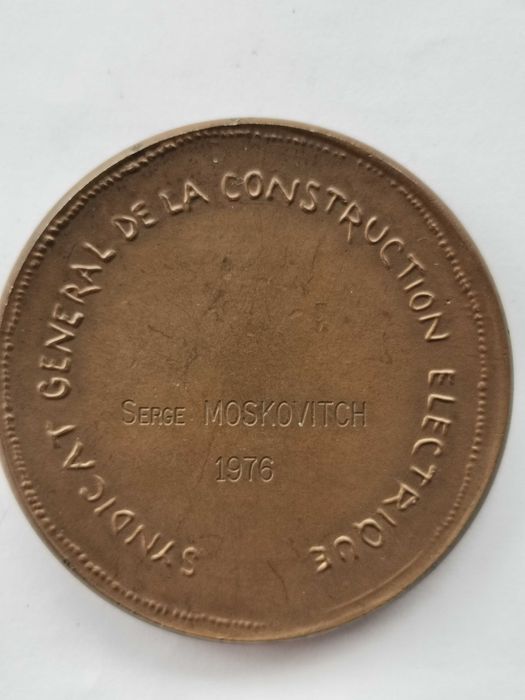 SYNDICAT GENERAL DE LA CONSTRUCTION ELECTRIQUE
SERGE MOSKOVITCH
1976